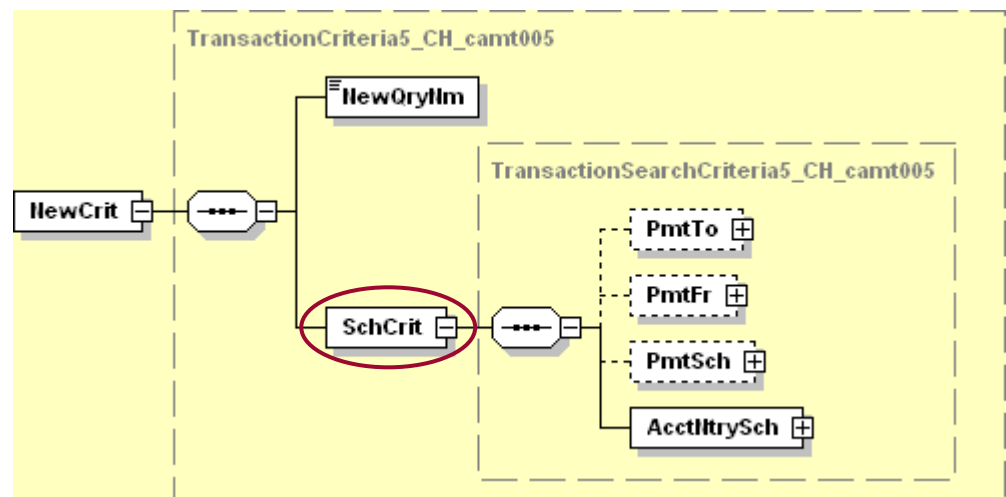 TransactionCriteria5_CH_camt005
NewQryNm
TransactionSearchCriteria5_CH_camt005
NewCrit
PmtTo
PmtFr
SchCrit
PmtSch
AcctNtrySch